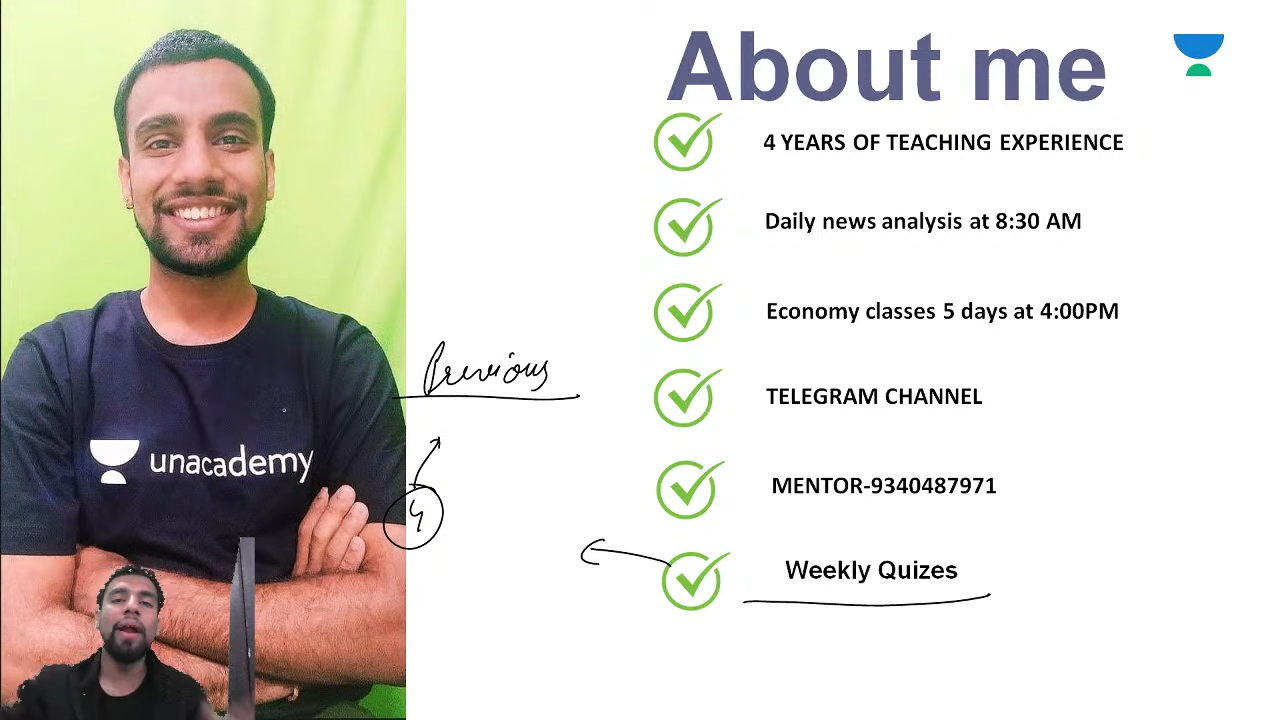 About me
4 YEARS OF TEACHING EXPERIENCE
Daily news analysis at 8:30 AM
Economy classes 5 days at 4:00PM
Previous
TELEGRAM CHANNEL
unacademy
MENTOR-9340487971
4
Weekly Quizes